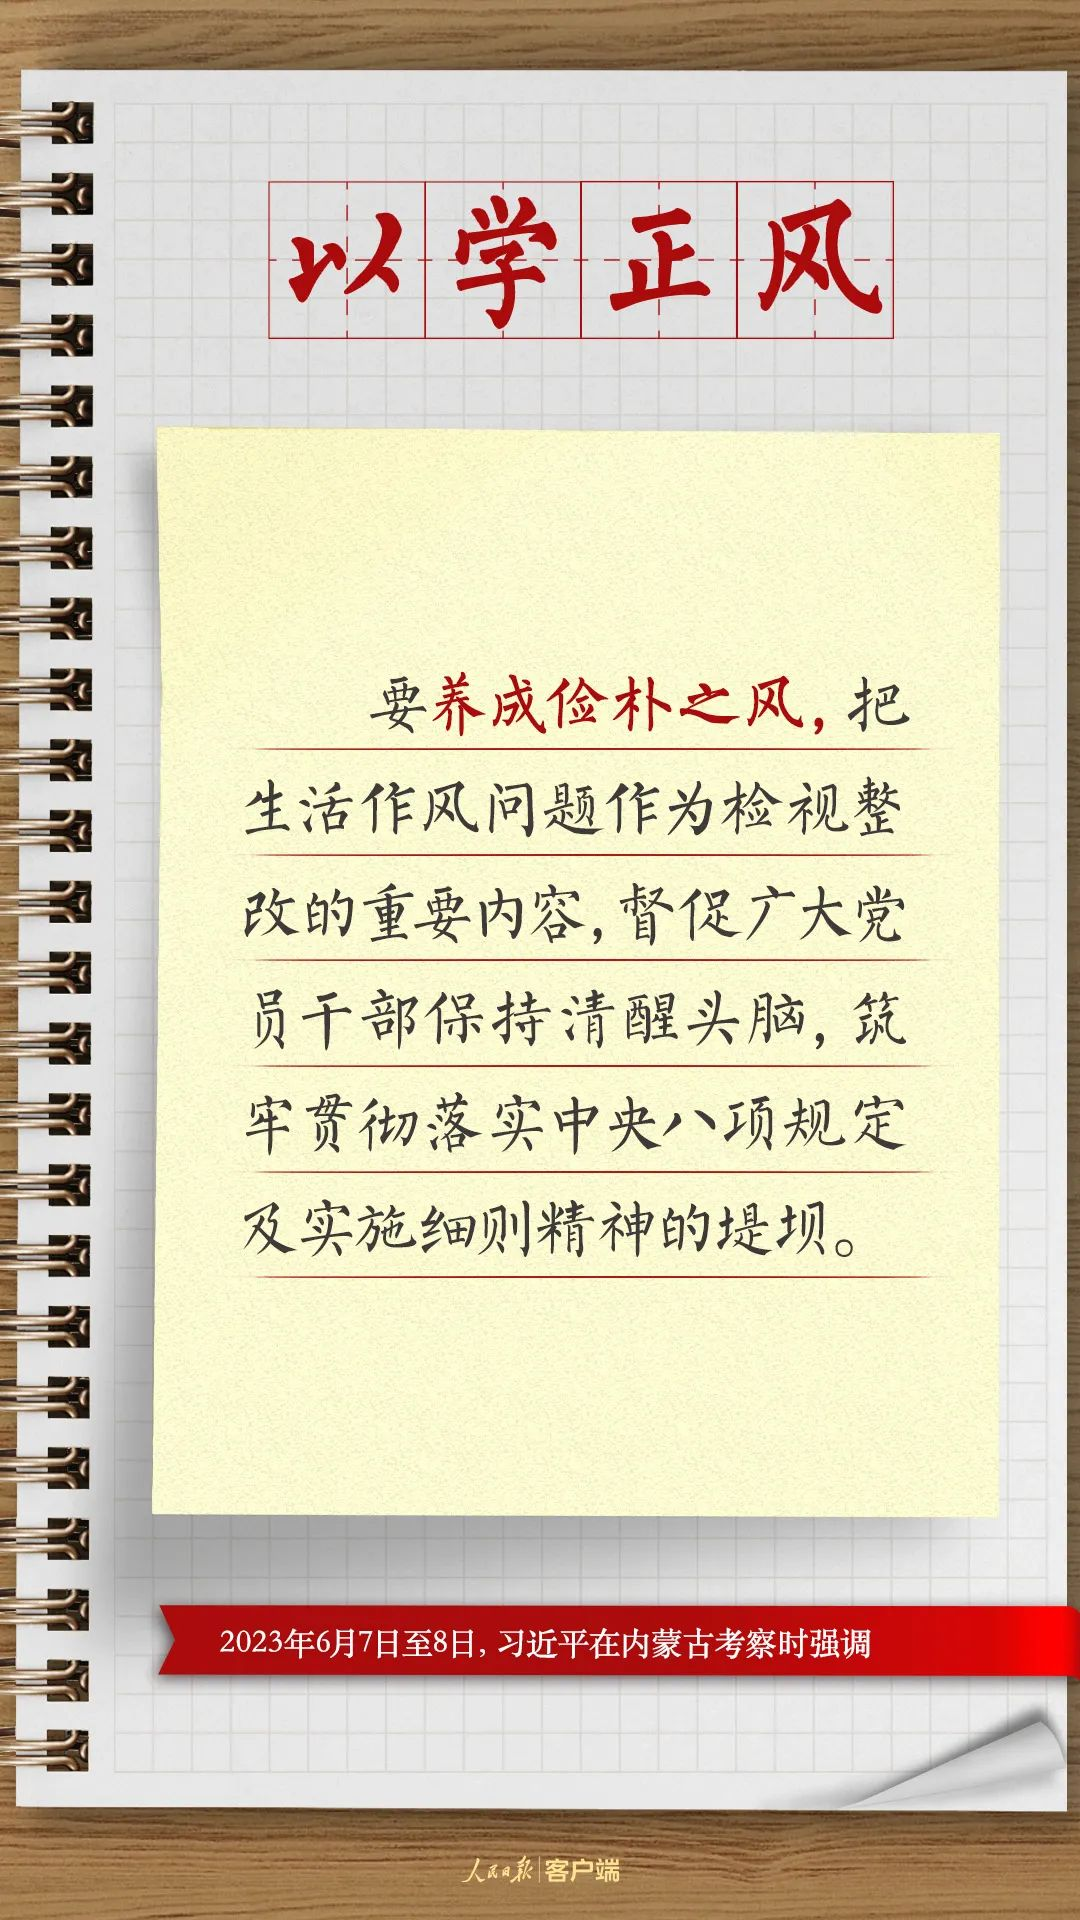 以学正风
要养成俭朴之风，把
生活作风问题作为检视整
改的重要内容，督促广大党
员干部保持清醒头脑，筑
牢贯彻落实中央八项规定
及实施细则精神的堤坝。
2023年6月7日至8日，习近平在内蒙古考察时强调
人民日报|客户端